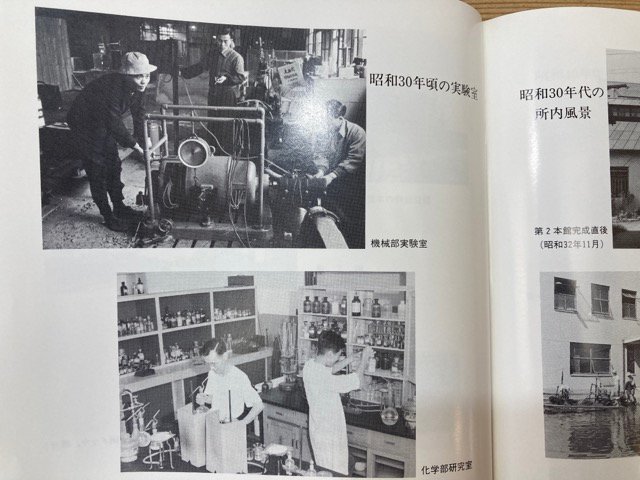 昭和30年頃の実験室
機械部実験室
化学部研究室
昭和30年代の
所内風景
第2本館完成直後
(昭和32年11月)